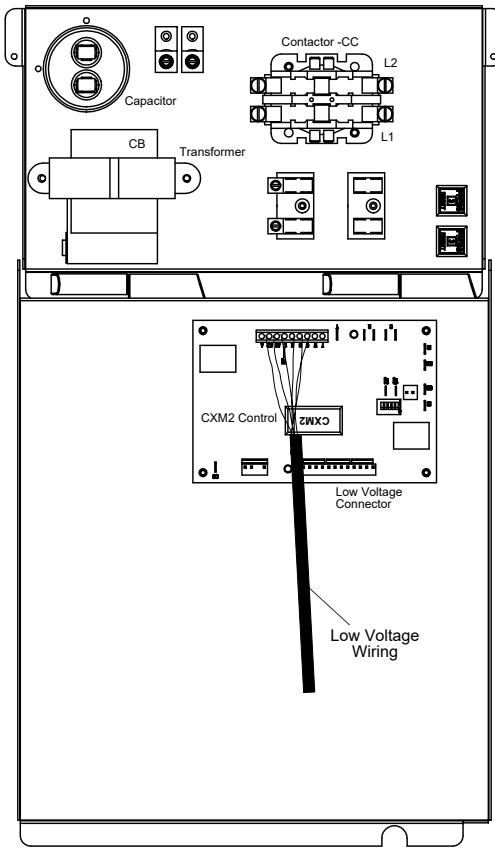 Contactor -CC
L2
Capacitor
L1
CB
Transformer
CXM2 Control
CXM2
Low Voltage
Connector
Low Voltage
Wiring